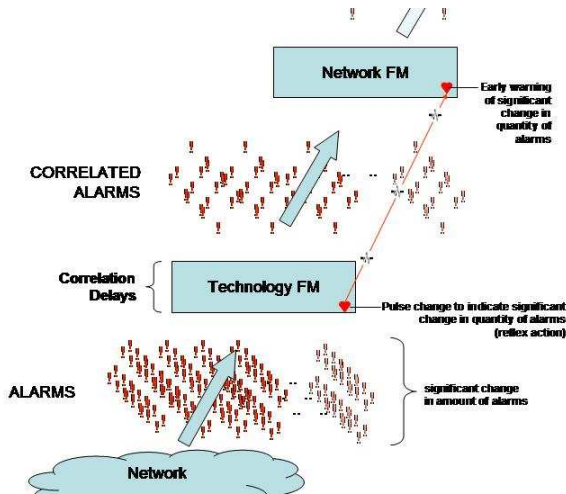 Network FM
Early warning
of significant
change in
quantity of
alarms
CORRELATED
ALARMS
Correlation
Delays
Technology FM
Pulse change to indicate significant
change in quantity of alarms
(reflex action)
ALARMS
significant change
in amount of alarms
Network